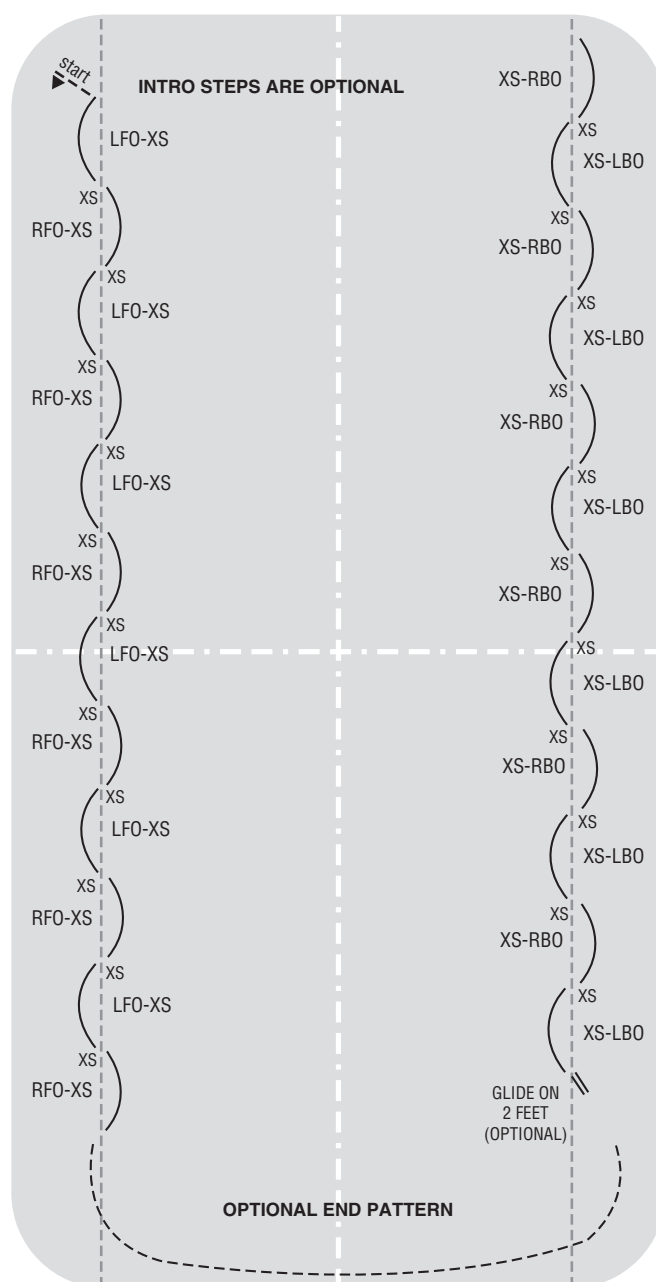 start
INTRO STEPS ARE OPTIONAL
LFO-XS
XS
RFO-XS
XS
LFO-XS
XS
RFO-XS
XS
LFO-XS
XS
RFO-XS
XS
LFO-XS
XS
RFO-XS
XS
LFO-XS
XS
RFO-XS
XS
LFO-XS
XS
RFO-XS
XS-RBO
XS
XS-LBO
XS
XS-RBO
XS
XS-LBO
XS
XS-RBO
XS
XS-LBO
XS
XS-RBO
XS
XS-LBO
XS
XS-RBO
XS
XS-LBO
XS
XS-RBO
XS
XS-LBO
GLIDE ON
2 FEET
(OPTIONAL)
OPTIONAL END PATTERN